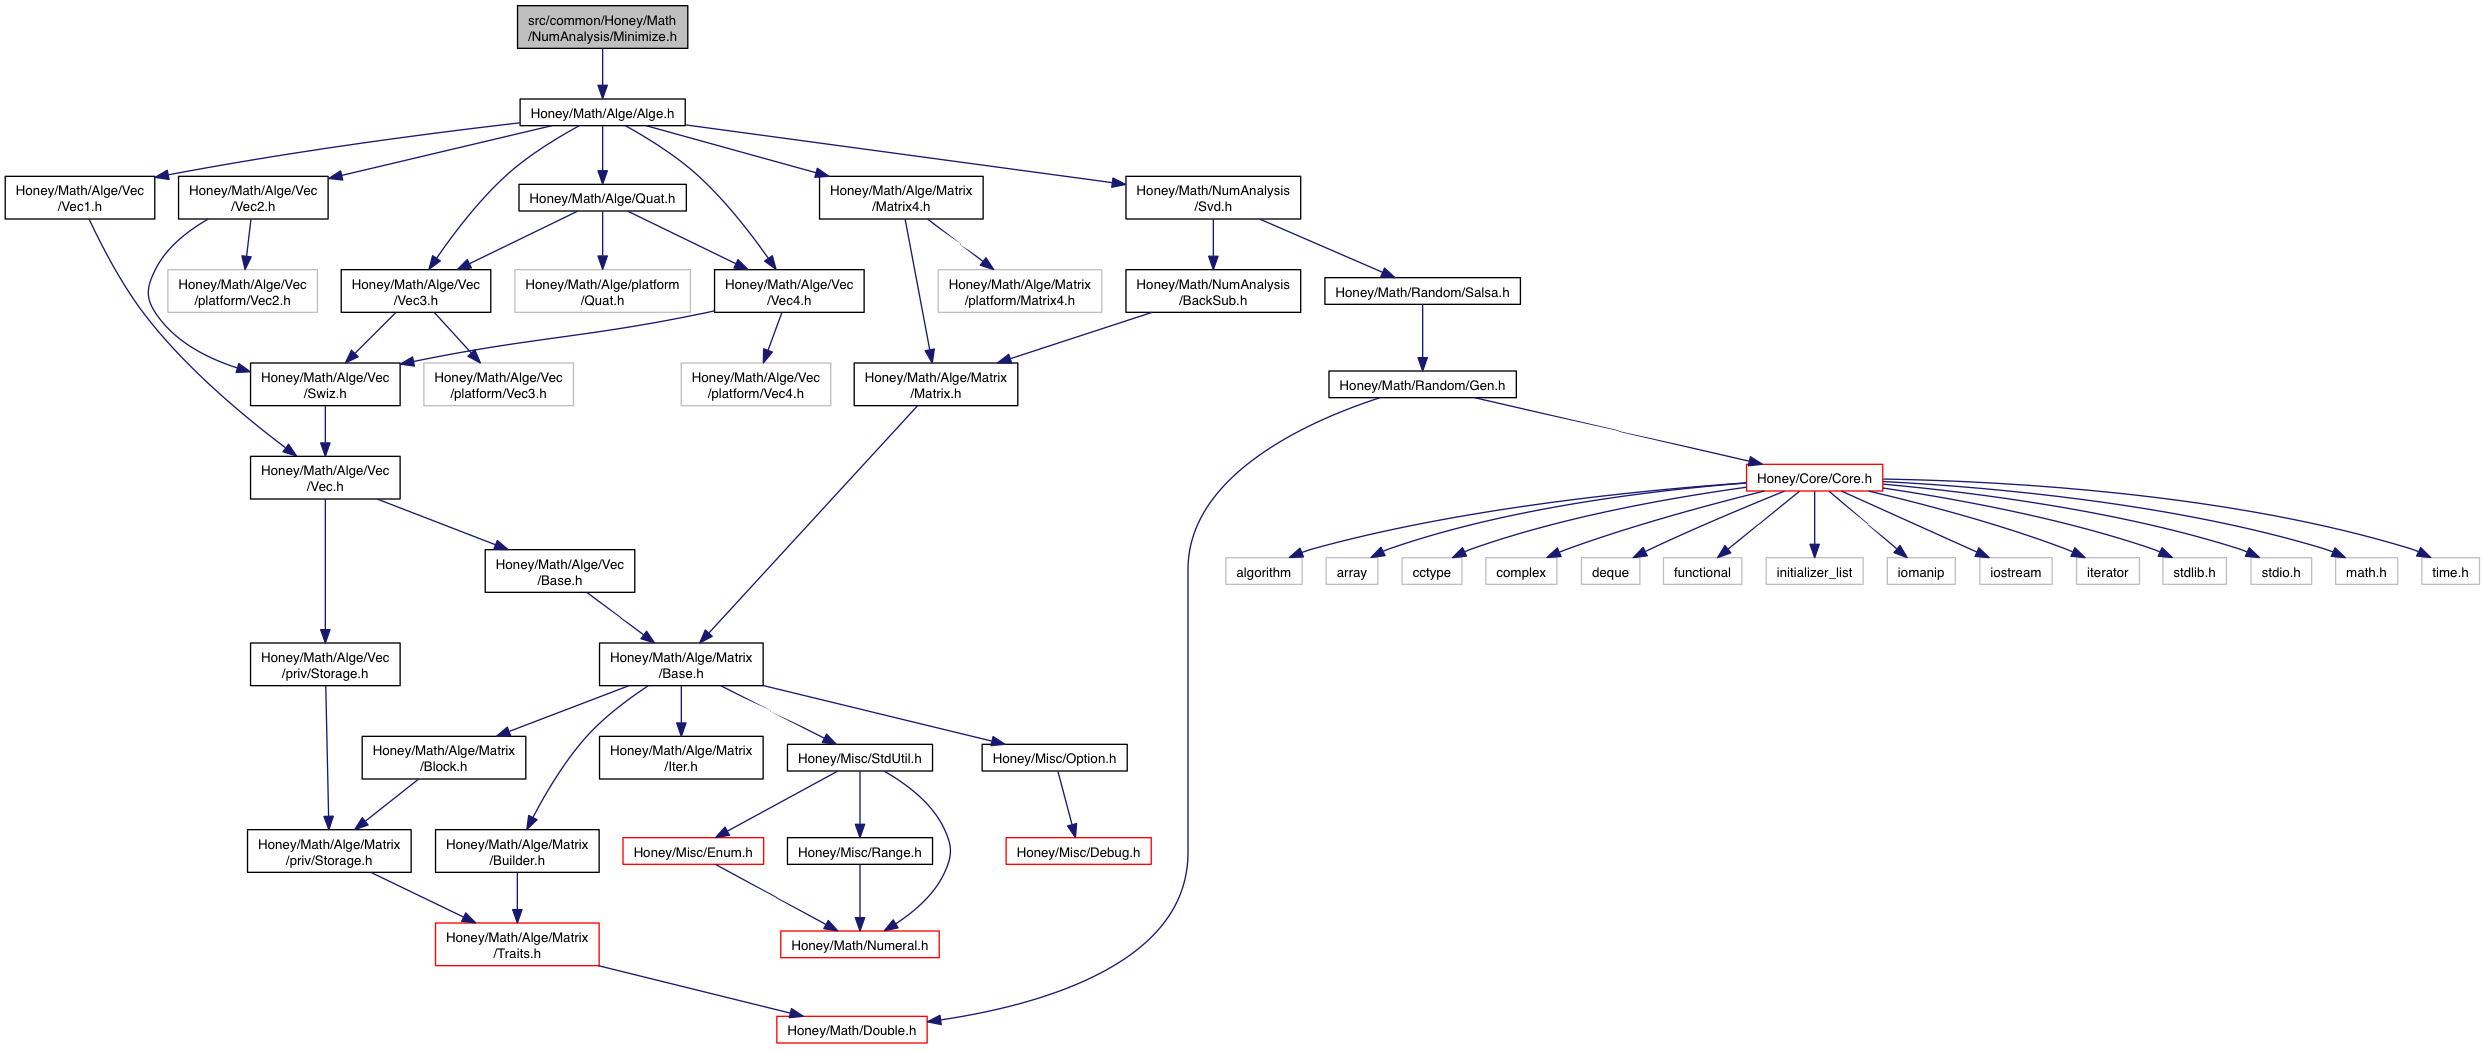 src/common/Honey/Math
/NumAnalysis/Minimize.h
Honey/Math/Alge/Alge.h
Honey/Math/Alge/Vec
/Vec1.h
Honey/Math/Alge/Vec
/Vec2.h
Honey/Math/Alge/Quat.h
Honey/Math/Alge/Matrix
/Matrix4.h
Honey/Math/NumAnalysis
/Svd.h
Honey/Math/Alge/Vec
/platform/Vec2.h
Honey/Math/Alge/Vec
/Vec3.h
Honey/Math/Alge/platform
/Quat.h
Honey/Math/Alge/Vec
/Vec4.h
Honey/Math/Alge/Matrix
/platform/Matrix4.h
Honey/Math/NumAnalysis
/BackSub.h
Honey/Math/Random/Salsa.h
Honey/Math/Alge/Vec
/Swiz.h
Honey/Math/Alge/Vec
/platform/Vec3.h
Honey/Math/Alge/Vec
/platform/Vec4.h
Honey/Math/Alge/Matrix
/Matrix.h
Honey/Math/Random/Gen.h
Honey/Math/Alge/Vec
/Vec.h
Honey/Core/Core.h
Honey/Math/Alge/Vec
/Base.h
algorithm
array
cctype
complex
deque
functional
initializer_list
iomanip
iostream
iterator
stdlib.h
stdio.h
math.h
time.h
Honey/Math/Alge/Vec
/priv/Storage.h
Honey/Math/Alge/Matrix
/Base.h
Honey/Math/Alge/Matrix
/Block.h
Honey/Math/Alge/Matrix
/Iter.h
Honey/Misc/StdUtil.h
Honey/Misc/Option.h
Honey/Math/Alge/Matrix
/priv/Storage.h
Honey/Math/Alge/Matrix
/Builder.h
Honey/Misc/Enum.h
Honey/Misc/Range.h
Honey/Misc/Debug.h
Honey/Math/Alge/Matrix
/Traits.h
Honey/Math/Numeral.h
Honey/Math/Double.h